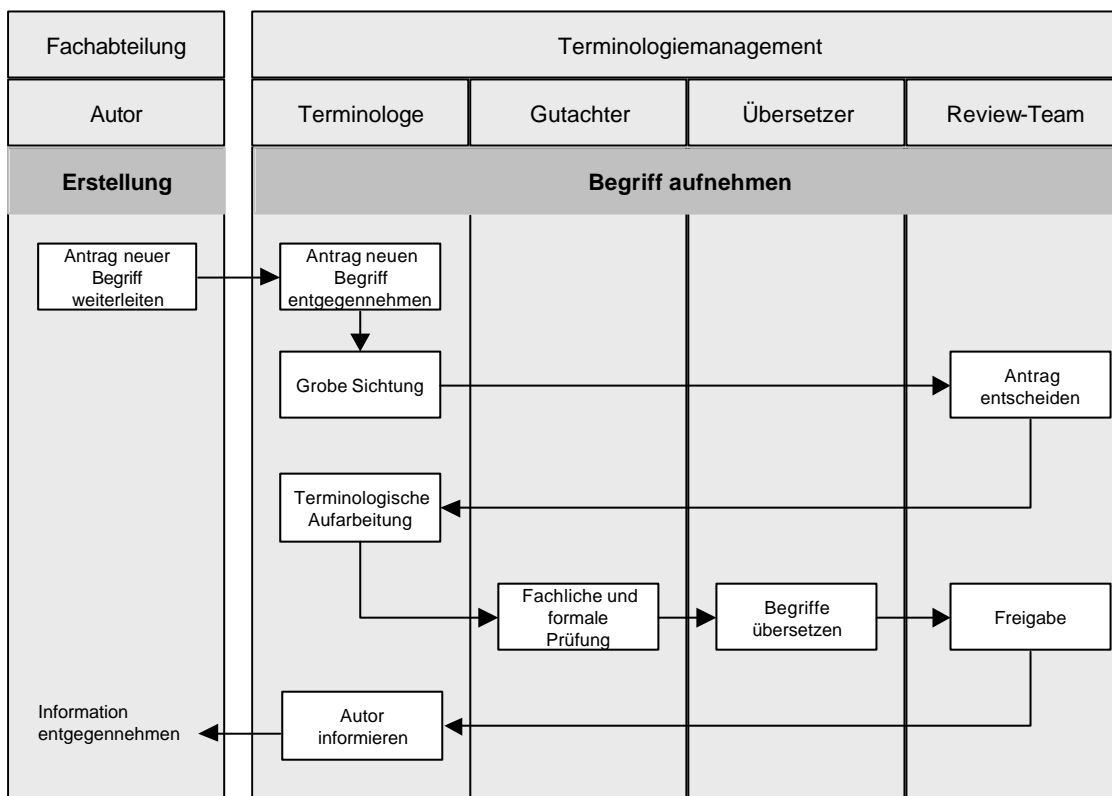 Fachabteilung
Terminologiemanagement
Autor
Terminologe
Gutachter
Übersetzer
Review-Team
Erstellung
Begriff aufnehmen
Antrag neuer
Begriff
weiterleiten
Antrag neuen
Begriff
entgegennehmen
Grobe Sichtung
Antrag
entscheiden
Terminologische
Aufarbeitung
Fachliche und
formale
Prüfung
Begriffe
übersetzen
Freigabe
Information
entgegennehmen
Autor
informieren